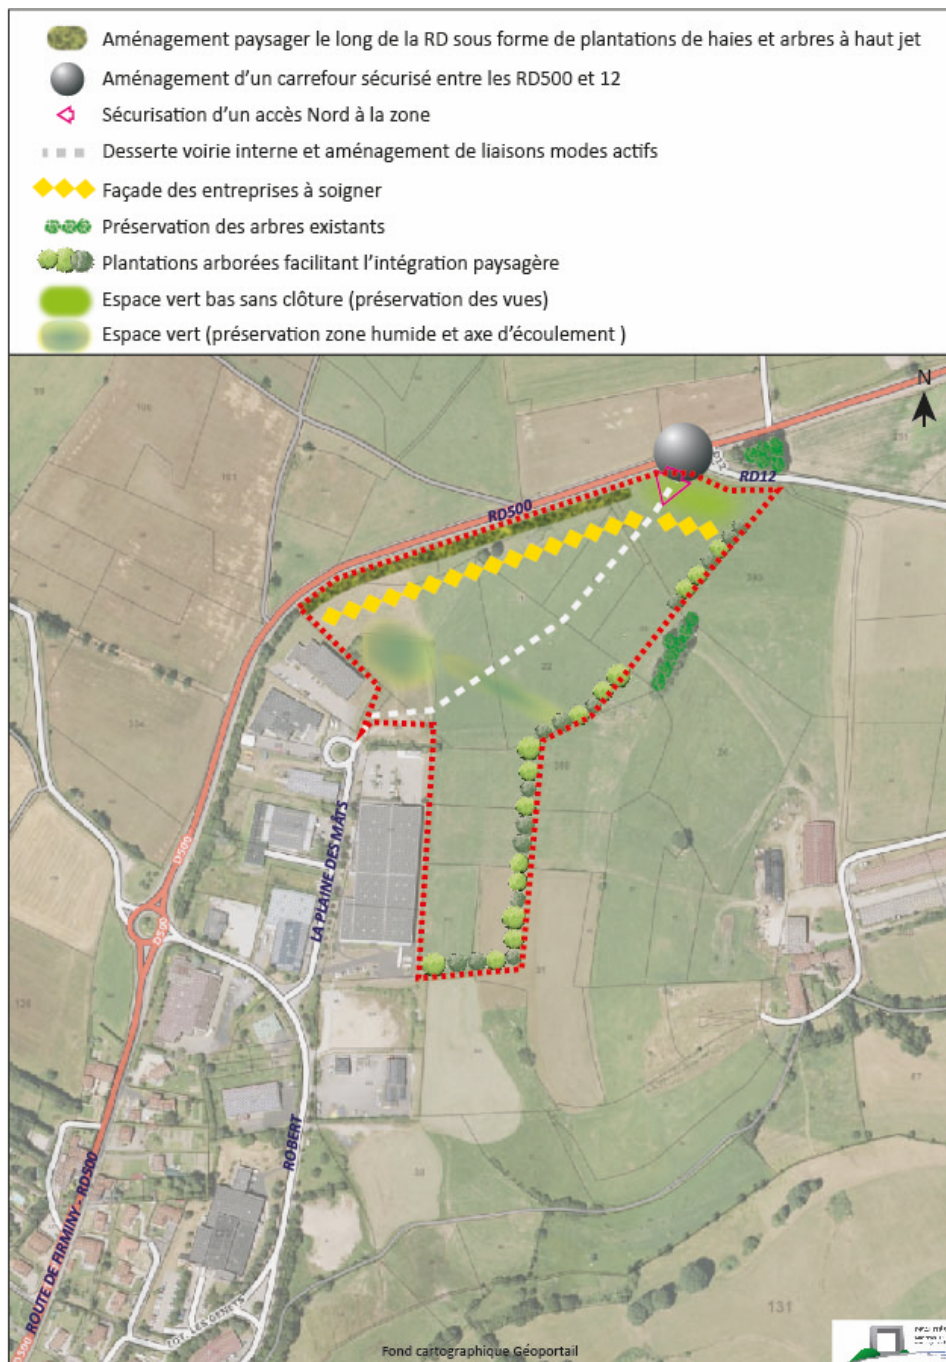 Aménagement paysager le long de la RD sous forme de plantations de haies et arbres à haut jet
Aménagement d'un carrefour sécurisé entre les RD500 et 12
Sécurisation d'un accès Nord à la zone
Desserte voirie interne et aménagement de liaisons modes actifs
Façade des entreprises à soigner
Préservation des arbres existants
Plantations arborées facilitant l'intégration paysagère
Espace vert bas sans clôture (préservation des vues)
Espace vert (préservation zone humide et axe d'écoulement )
N
RD12
RD500
22
D500
LA PLAINE DES MÂTS
D500
ROBERT
ROUTE DE FIRMINY - RD500
D500
131
Fond cartographique Géoportail